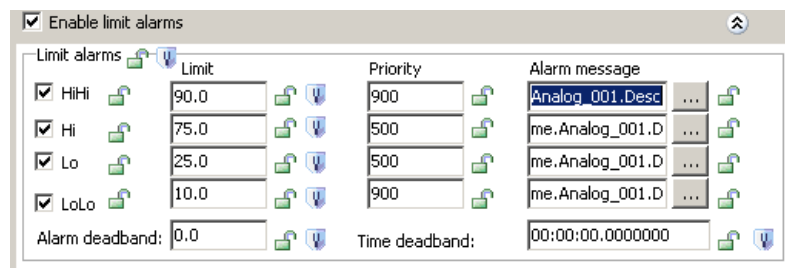 Enable limit alarms
Limit alarms
Limit Priority Alarm message
HiHi 90.0 900 Analog_001.Desc ...
Hi 75.0 500 me.Analog_001.D ...
Lo 25.0 500 me.Analog_001.D ...
LoLo 10.0 900 me.Analog_001.D ...
Alarm deadband: 0.0 Time deadband: 00:00:00.0000000